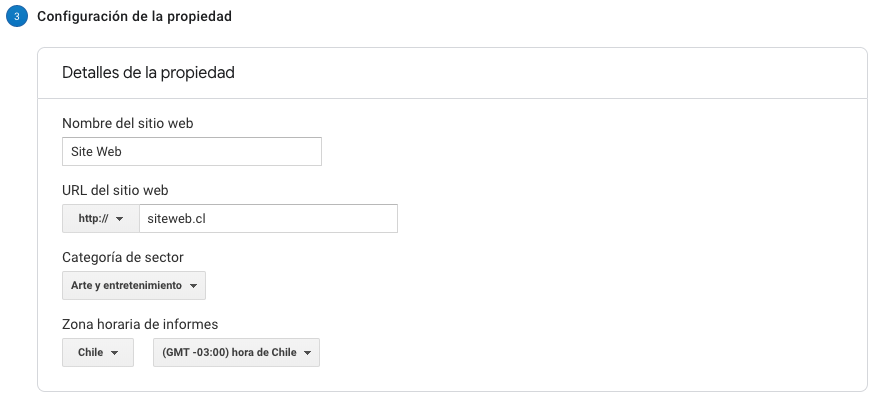 3 Configuración de la propiedad
Detalles de la propiedad
Nombre del sitio web
Site Web
URL del sitio web
http:// siteweb.cl
Categoría de sector
Arte y entretenimiento
Zona horaria de informes
Chile (GMT -03:00) hora de Chile